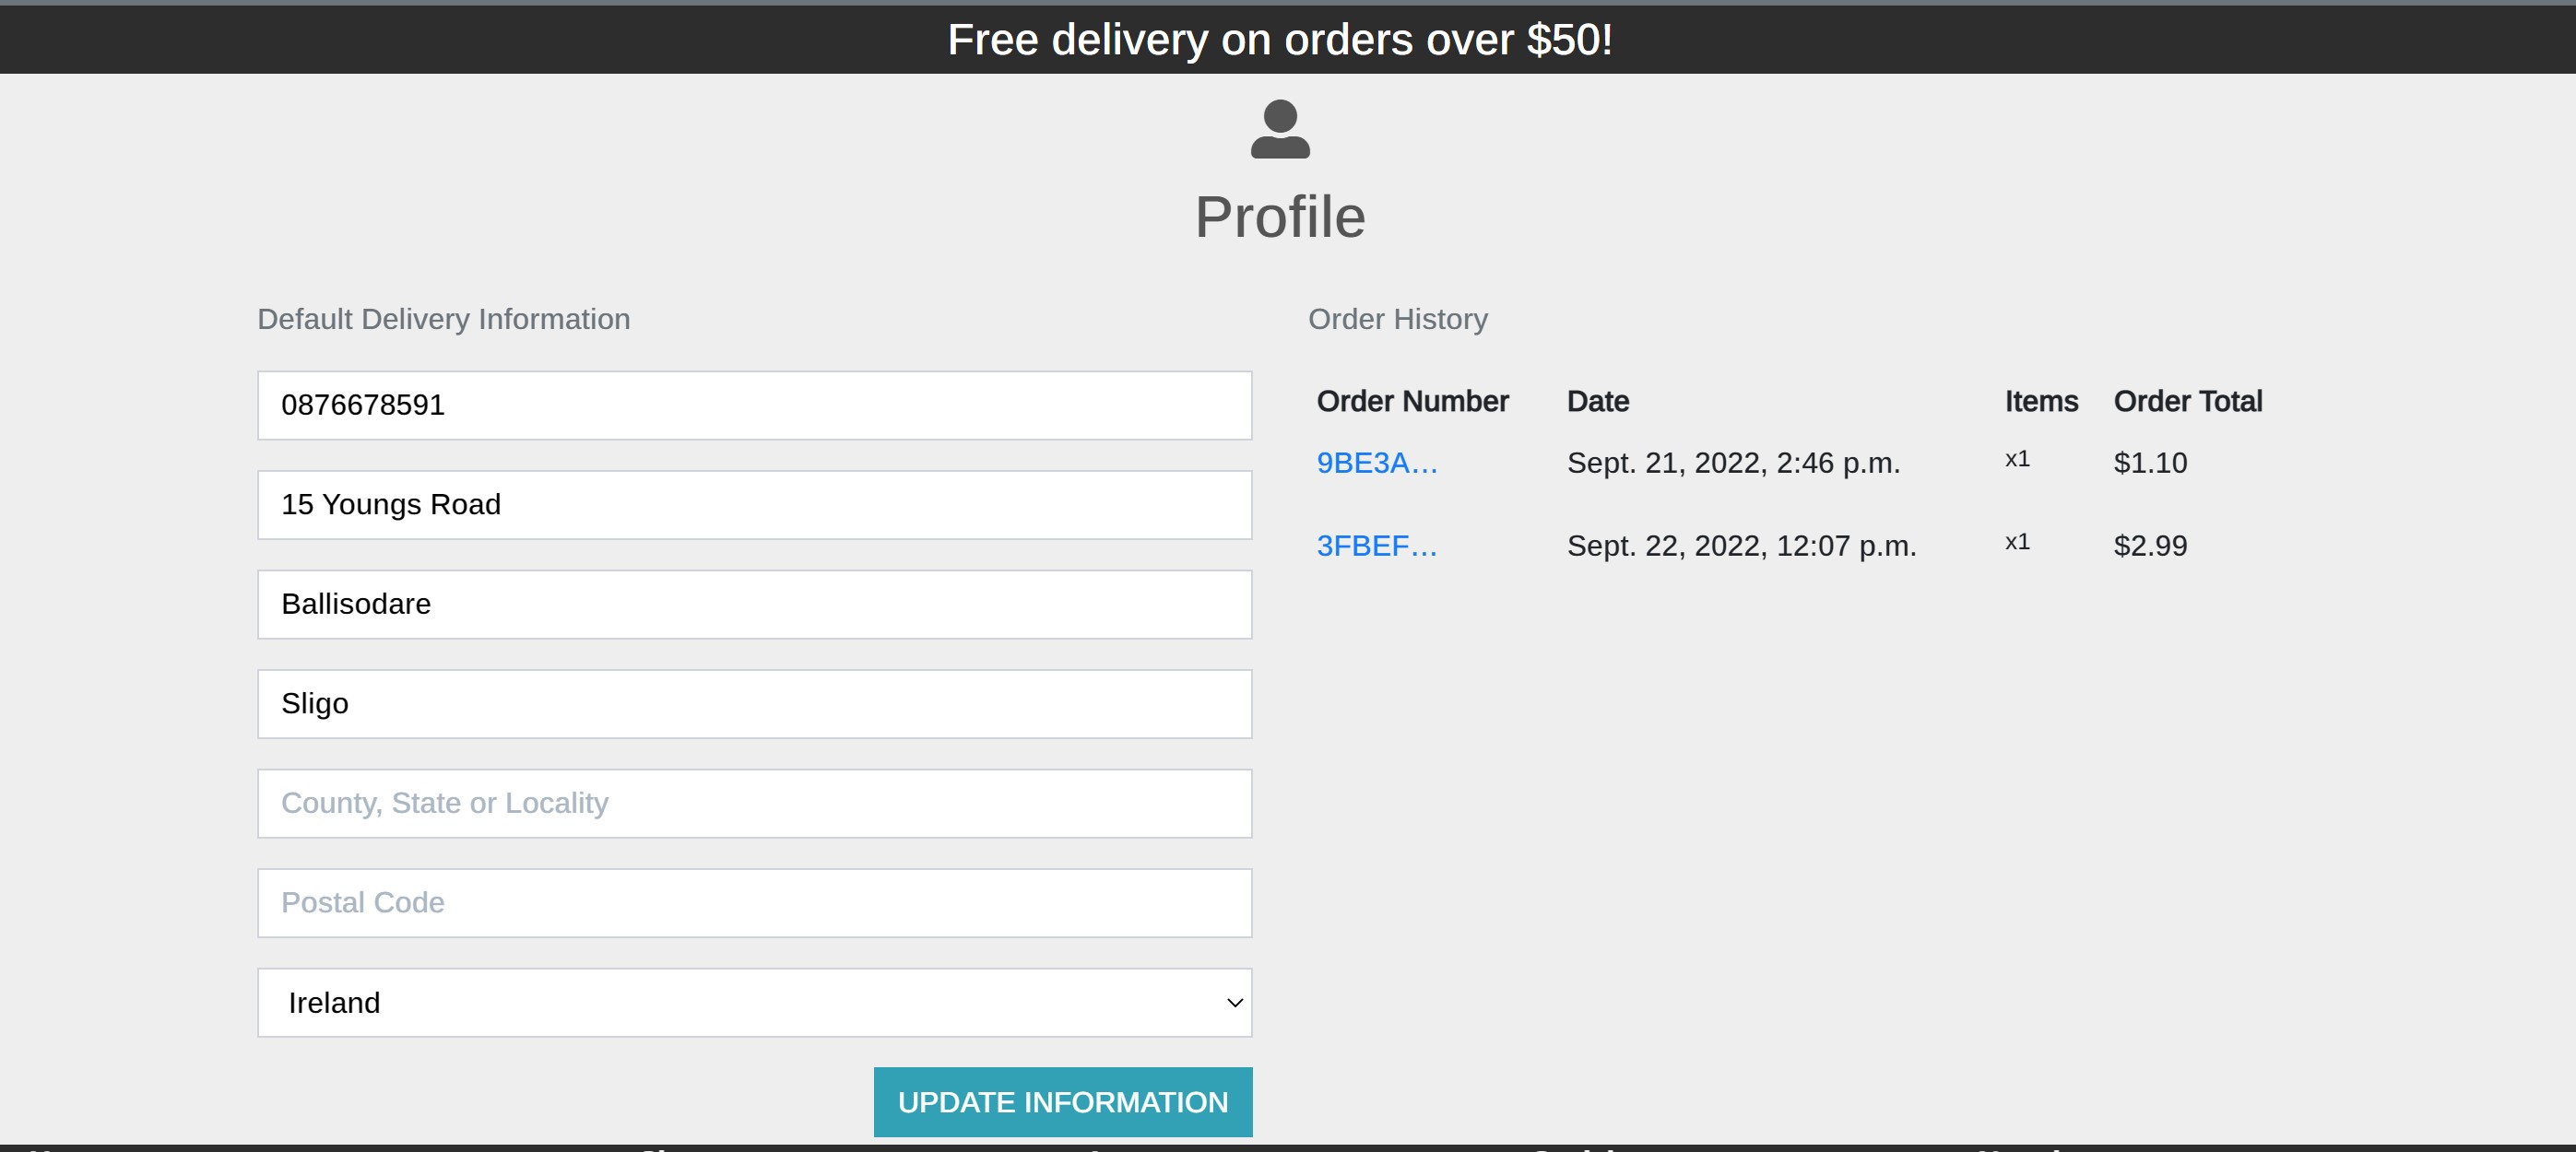 Free delivery on orders over $50!
Profile
Default Delivery Information
0876678591
15 Youngs Road
Ballisodare
Sligo
County, State or Locality
Postal Code
Ireland
UPDATE INFORMATION
Order History
Order Number Date Items Order Total
9BE3A... Sept. 21, 2022, 2:46 p.m. x1 $1.10
3FBEF... Sept. 22, 2022, 12:07 p.m. x1 $2.99